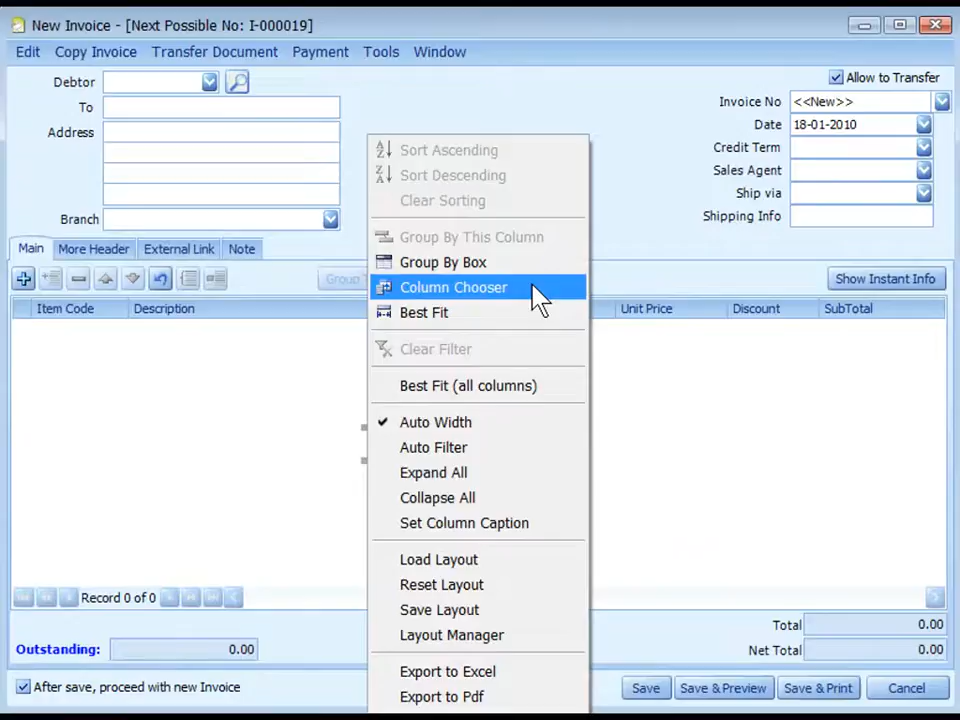 New Invoice - [Next Possible No: I-000019]
Edit Copy Invoice Transfer Document Payment Tools Window
Debtor
To
Address
Branch
Allow to Transfer
Invoice No <<New>>
Date 18-01-2010
Credit Term
Sales Agent
Ship via
Shipping Info
Main More Header External Link Note
Group
Show Instant Info
Item Code Description Unit Price Discount SubTotal
Sort Ascending
Sort Descending
Clear Sorting
Group By This Column
Group By Box
Column Chooser
Best Fit
Clear Filter
Best Fit (all columns)
Auto Width
Auto Filter
Expand All
Collapse All
Set Column Caption
Load Layout
Reset Layout
Save Layout
Layout Manager
Export to Excel
Export to Pdf
Record 0 of 0
Outstanding: 0.00
Total 0.00
Net Total 0.00
After save, proceed with new Invoice
Save Save & Preview Save & Print Cancel